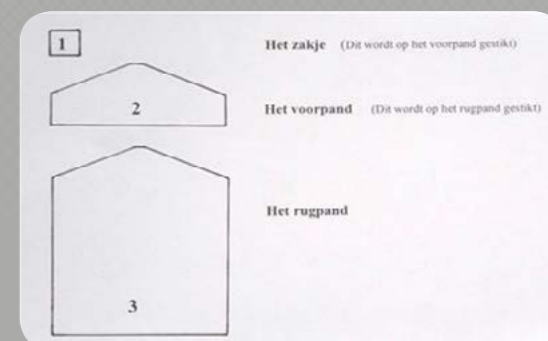 1 Het zakje (Dit wordt op het voorpand gestikt)
2 Het voorpand (Dit wordt op het rugpand gestikt)
Het rugpand
3